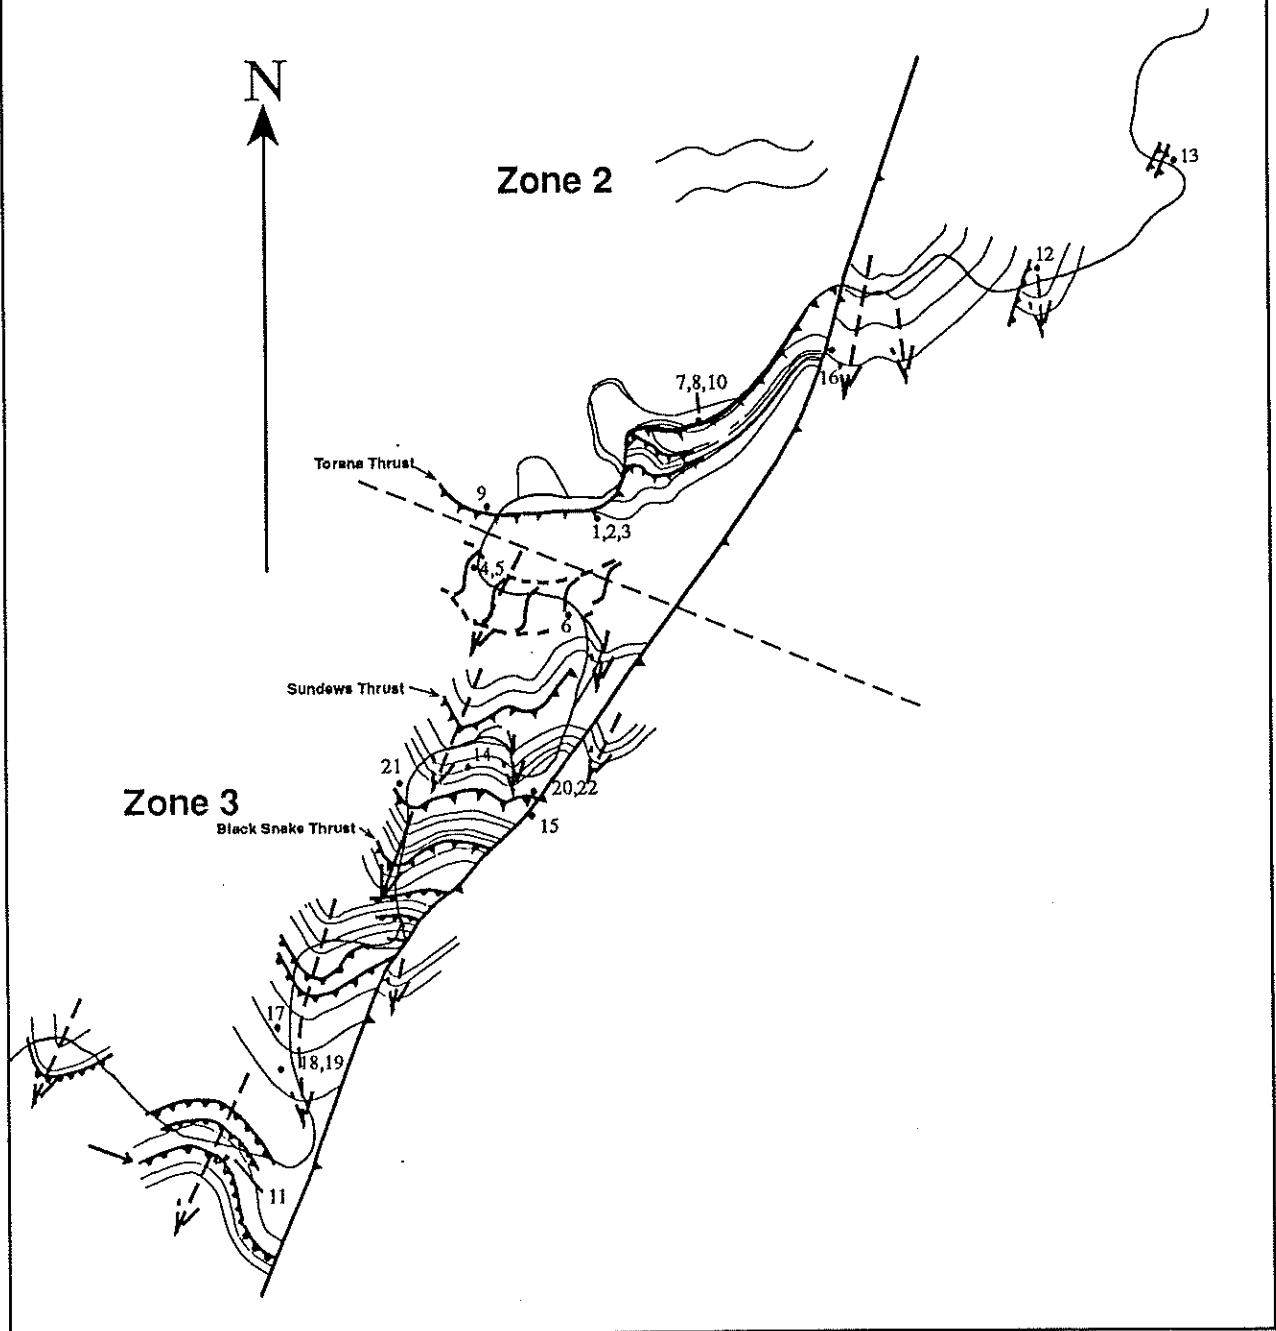 N
13
Zone 2
12
16
7,8,10
Torana Thrust
9
1,2,3
4,5
6
Sundews Thrust
14
21
20,22
Zone 3
15
Black Snake Thrust
17
18,19
11